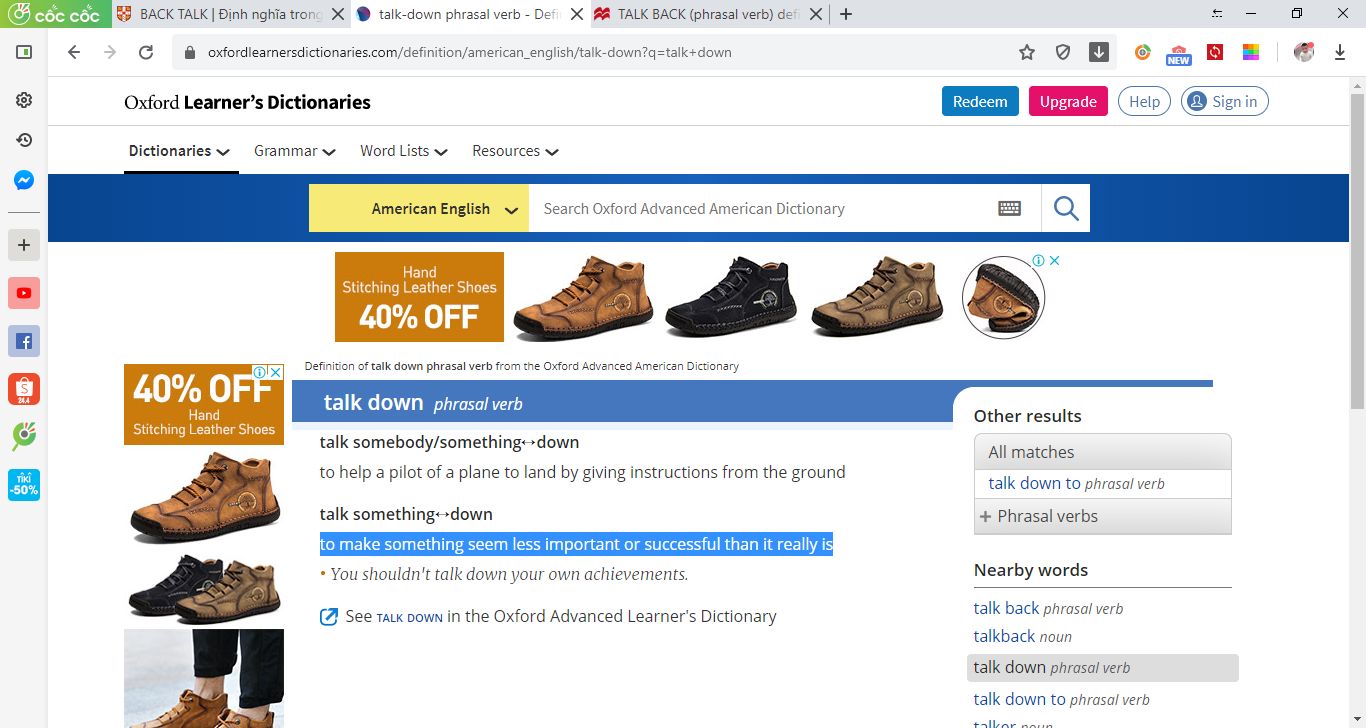 cốc cốc
BACK TALK | Định nghĩa trong
talk-down phrasal verb - Defi
TALK BACK (phrasal verb) defi
oxfordlearnersdictionaries.com/definition/american_english/talk-down?q=talk+down
NEW
Oxford Learner's Dictionaries
Redeem
Upgrade
Help
Sign in
Dictionaries
Grammar
Word Lists
Resources
American English
Search Oxford Advanced American Dictionary
Hand
Stitching Leather Shoes
40% OFF
24.4
TIKI
-50%
40% OFF
Hand
Stitching Leather Shoes
Definition of talk down phrasal verb from the Oxford Advanced American Dictionary
talk down phrasal verb
talk somebody/something↔down
to help a pilot of a plane to land by giving instructions from the ground
talk something↔down
to make something seem less important or successful than it really is
• You shouldn't talk down your own achievements.
See TALK DOWN in the Oxford Advanced Learner's Dictionary
Other results
All matches
talk down to phrasal verb
+ Phrasal verbs
Nearby words
talk back phrasal verb
talkback noun
talk down phrasal verb
talk down to phrasal verb
talker noun